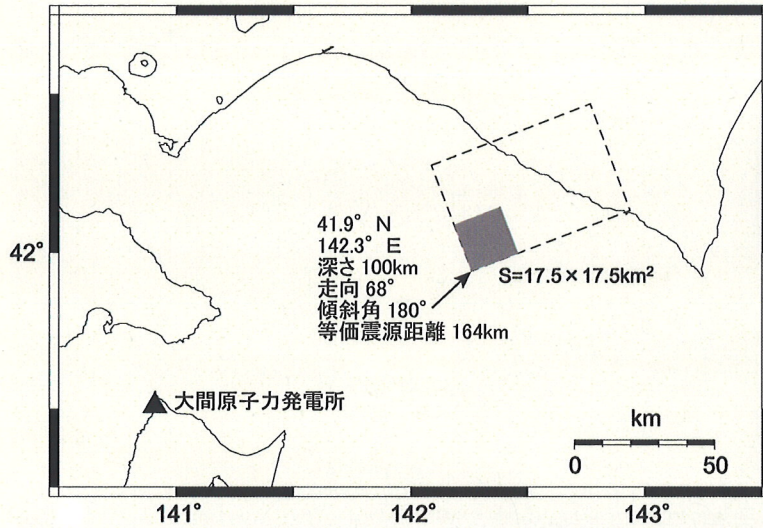 41.9° N
142.3° E
深さ 100km
走向 68°
傾斜角 180°
等価震源距離 164km
S=17.5×17.5km²
42°
大間原子力発電所
km
0 50
141° 142° 143°